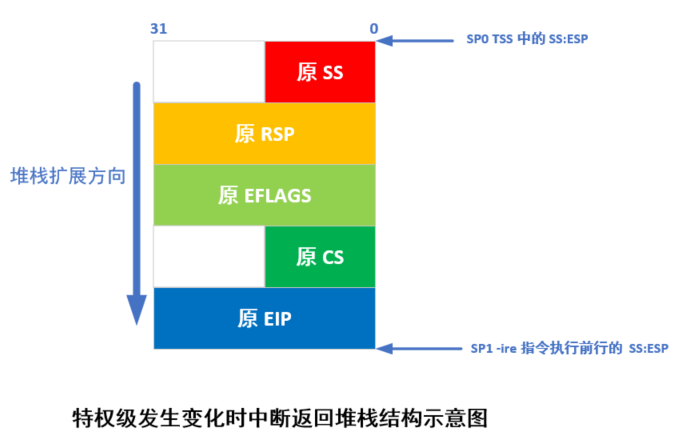 31
0
SP0 TSS 中的 SS:ESP
原 SS
原 RSP
堆栈扩展方向
原 EFLAGS
原 CS
原 EIP
SP1 -ire 指令执行前行的 SS:ESP
特权级发生变化时中断返回堆栈结构示意图